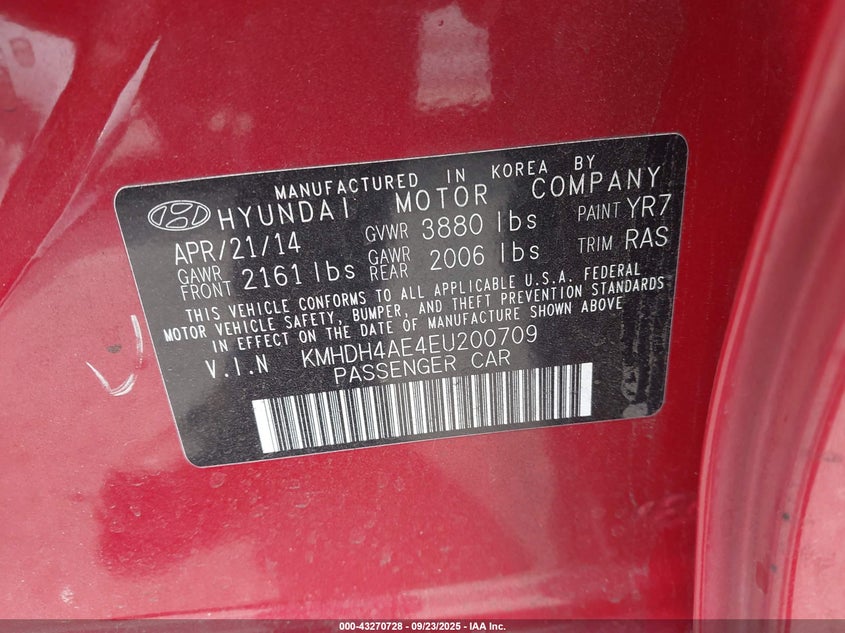 MANUFACTURED IN KOREA BY
HYUNDAI MOTOR COMPANY
APR/21/14 GVWR 3880 lbs PAINT YR7
GAWR FRONT 2161 lbs GAWR REAR 2006 lbs TRIM RAS
THIS VEHICLE CONFORMS TO ALL APPLICABLE U.S.A. FEDERAL
MOTOR VEHICLE SAFETY, BUMPER, AND THEFT PREVENTION STANDARDS
IN EFFECT ON THE DATE OF MANUFACTURE SHOWN ABOVE
V.I.N KMHDH4AE4EU200709
PASSENGER CAR
000-43270728 - 09/23/2025 - IAA Inc.